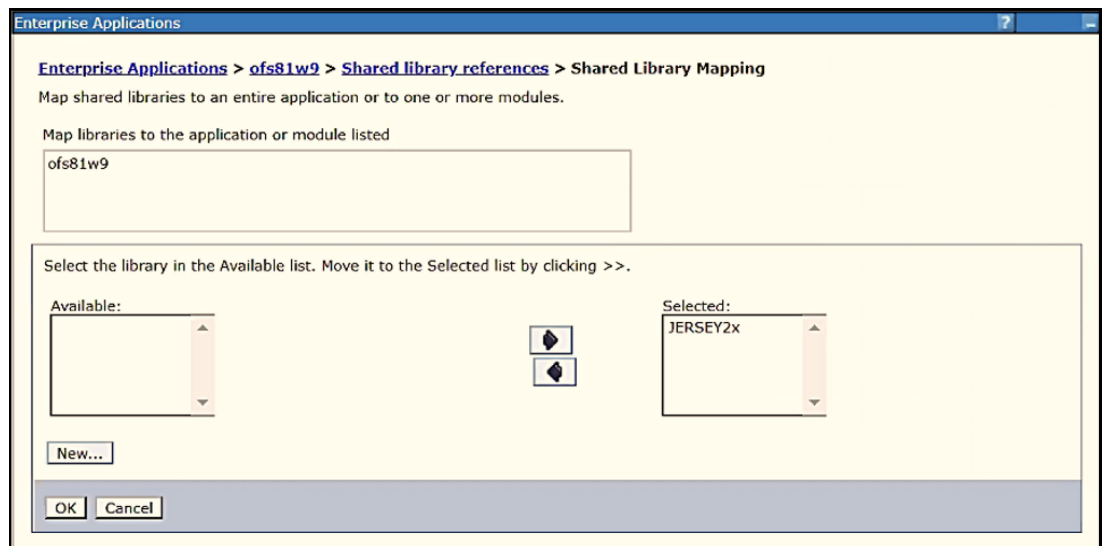 Enterprise Applications ?
Enterprise Applications > ofs81w9 > Shared library references > Shared Library Mapping
Map shared libraries to an entire application or to one or more modules.
Map libraries to the application or module listed
ofs81w9
Select the library in the Available list. Move it to the Selected list by clicking >>.
Available:
Selected:
JERSEY2x
New...
OK Cancel